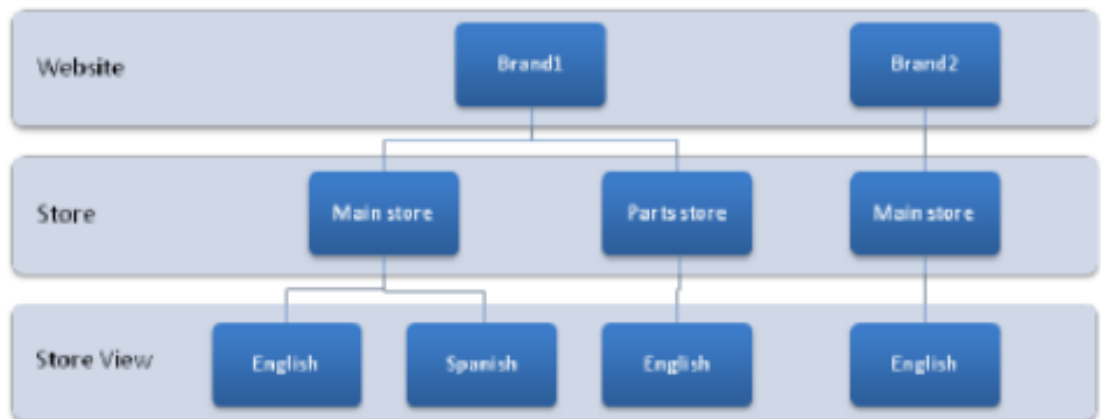 Website
Brand1
Brand2
Store
Main store
Parts store
Main store
Store View
English
Spanish
English
English